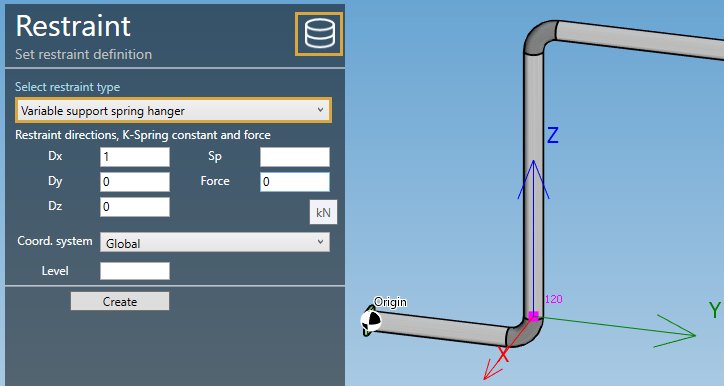 Restraint
Set restraint definition
Select restraint type
Variable support spring hanger
Restraint directions, K-Spring constant and force
Dx 1 Sp
Dy 0 Force 0
Dz 0
kN
Coord. system Global
Level
Create
Z
120
Origin
Y
X